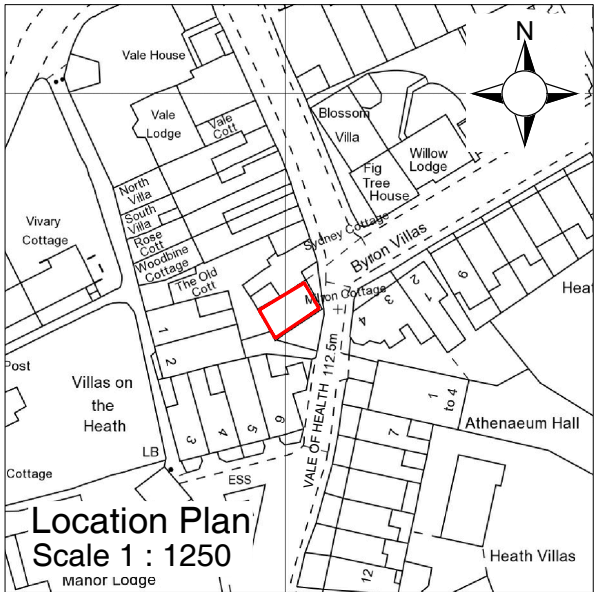 N
Vale House
Vale
Lodge
Vale
Cott
Blossom
Villa
Willow
Lodge
Fig
Tree
House
North
Villa
South
Villa
Rose
Cott
Woodbine
Cottage
The Old
Cott
Vivary
Cottage
Sydney Cottage
Byron Villas
Milton Cottage
Heat
1
2
3
4
2
1
3
4
5
6
9
Post
Villas on
the
Heath
VALE OF HEALTH 112.5m
1
to 4
Athenaeum Hall
7
LB
Cottage
ESS
Location Plan
Scale 1 : 1250
Manor Lodge
Heath Villas
12